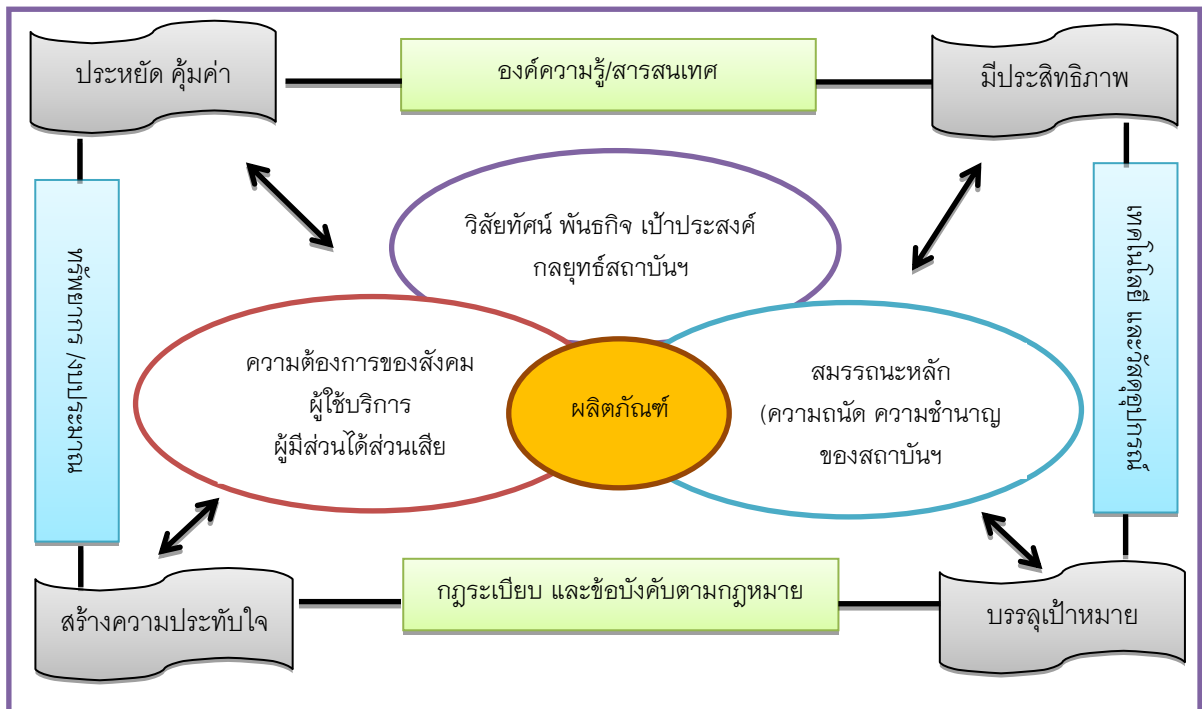 ประหยัด คุ้มค่า
องค์ความรู้/สารสนเทศ
มีประสิทธิภาพ
ทรัพยากร /งบประมาณ
วิสัยทัศน์ พันธกิจ เป้าประสงค์
กลยุทธ์สถาบันฯ
เทคโนโลยี และวัสดุอุปกรณ์
ความต้องการของสังคม
ผู้ใช้บริการ
ผู้มีส่วนได้ส่วนเสีย
ผลิตภัณฑ์
สมรรถนะหลัก
(ความถนัด ความชำนาญ
ของสถาบันฯ
สร้างความประทับใจ
กฎระเบียบ และข้อบังคับตามกฎหมาย
บรรลุเป้าหมาย